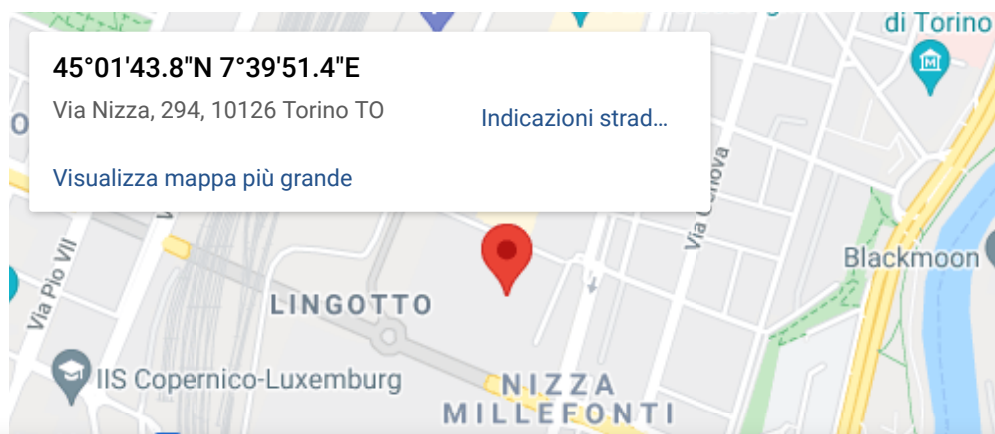 di Torino
45°01'43.8"N 7°39'51.4"E
Via Nizza, 294, 10126 Torino TO
Indicazioni strad...
Visualizza mappa più grande
Via Genova
Via Pio VII
Blackmoon
LINGOTTO
IIS Copernico-Luxemburg
NIZZA
MILLEFONTI